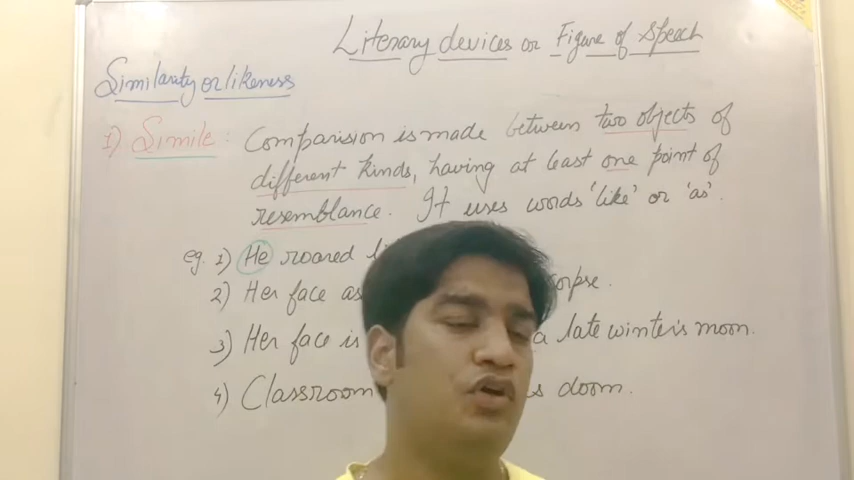 Literary devices or Figure of Speech
Similarity or likeness
1) Simile : Comparision is made between two objects of
different kinds, having at least one point of
resemblance. It uses words 'like' or 'as'.
eg. 1) He roared
2) Her face as corpse.
3) Her face is a late winter's moon.
4) Classroom doom.